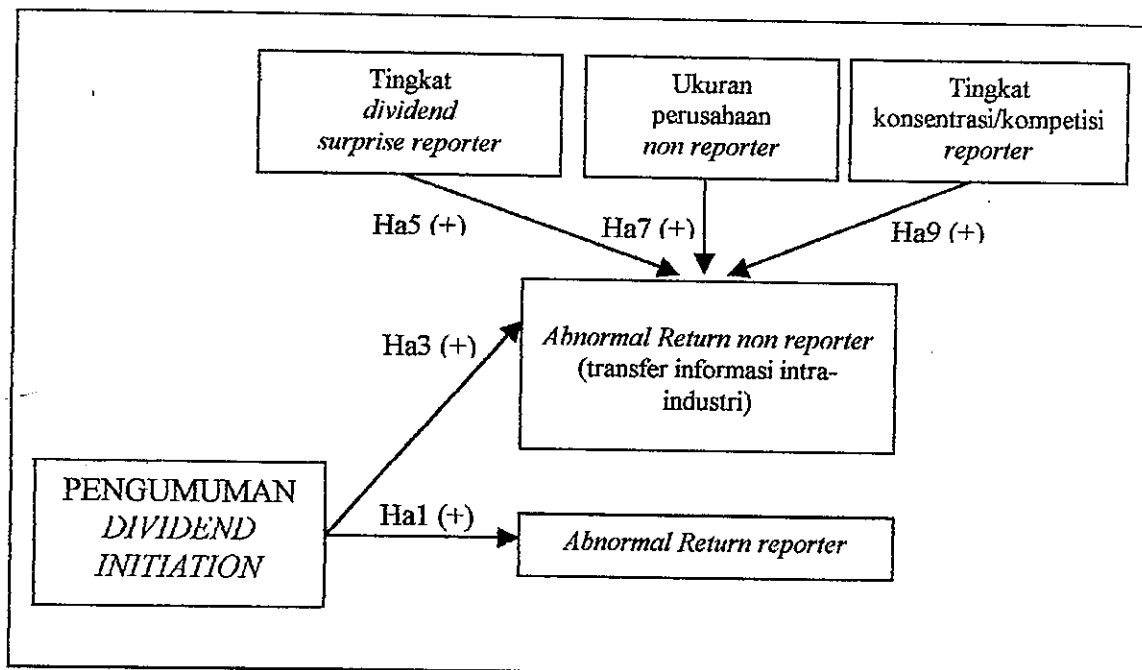 Tingkat
dividend
surprise reporter
Ukuran
perusahaan
non reporter
Tingkat
konsentrasi/kompetisi
reporter
Ha5 (+)
Ha7 (+)
Ha9 (+)
Ha3 (+)
Abnormal Return non reporter
(transfer informasi intra-
industri)
PENGUMUMAN
DIVIDEND
INITIATION
Ha1 (+)
Abnormal Return reporter